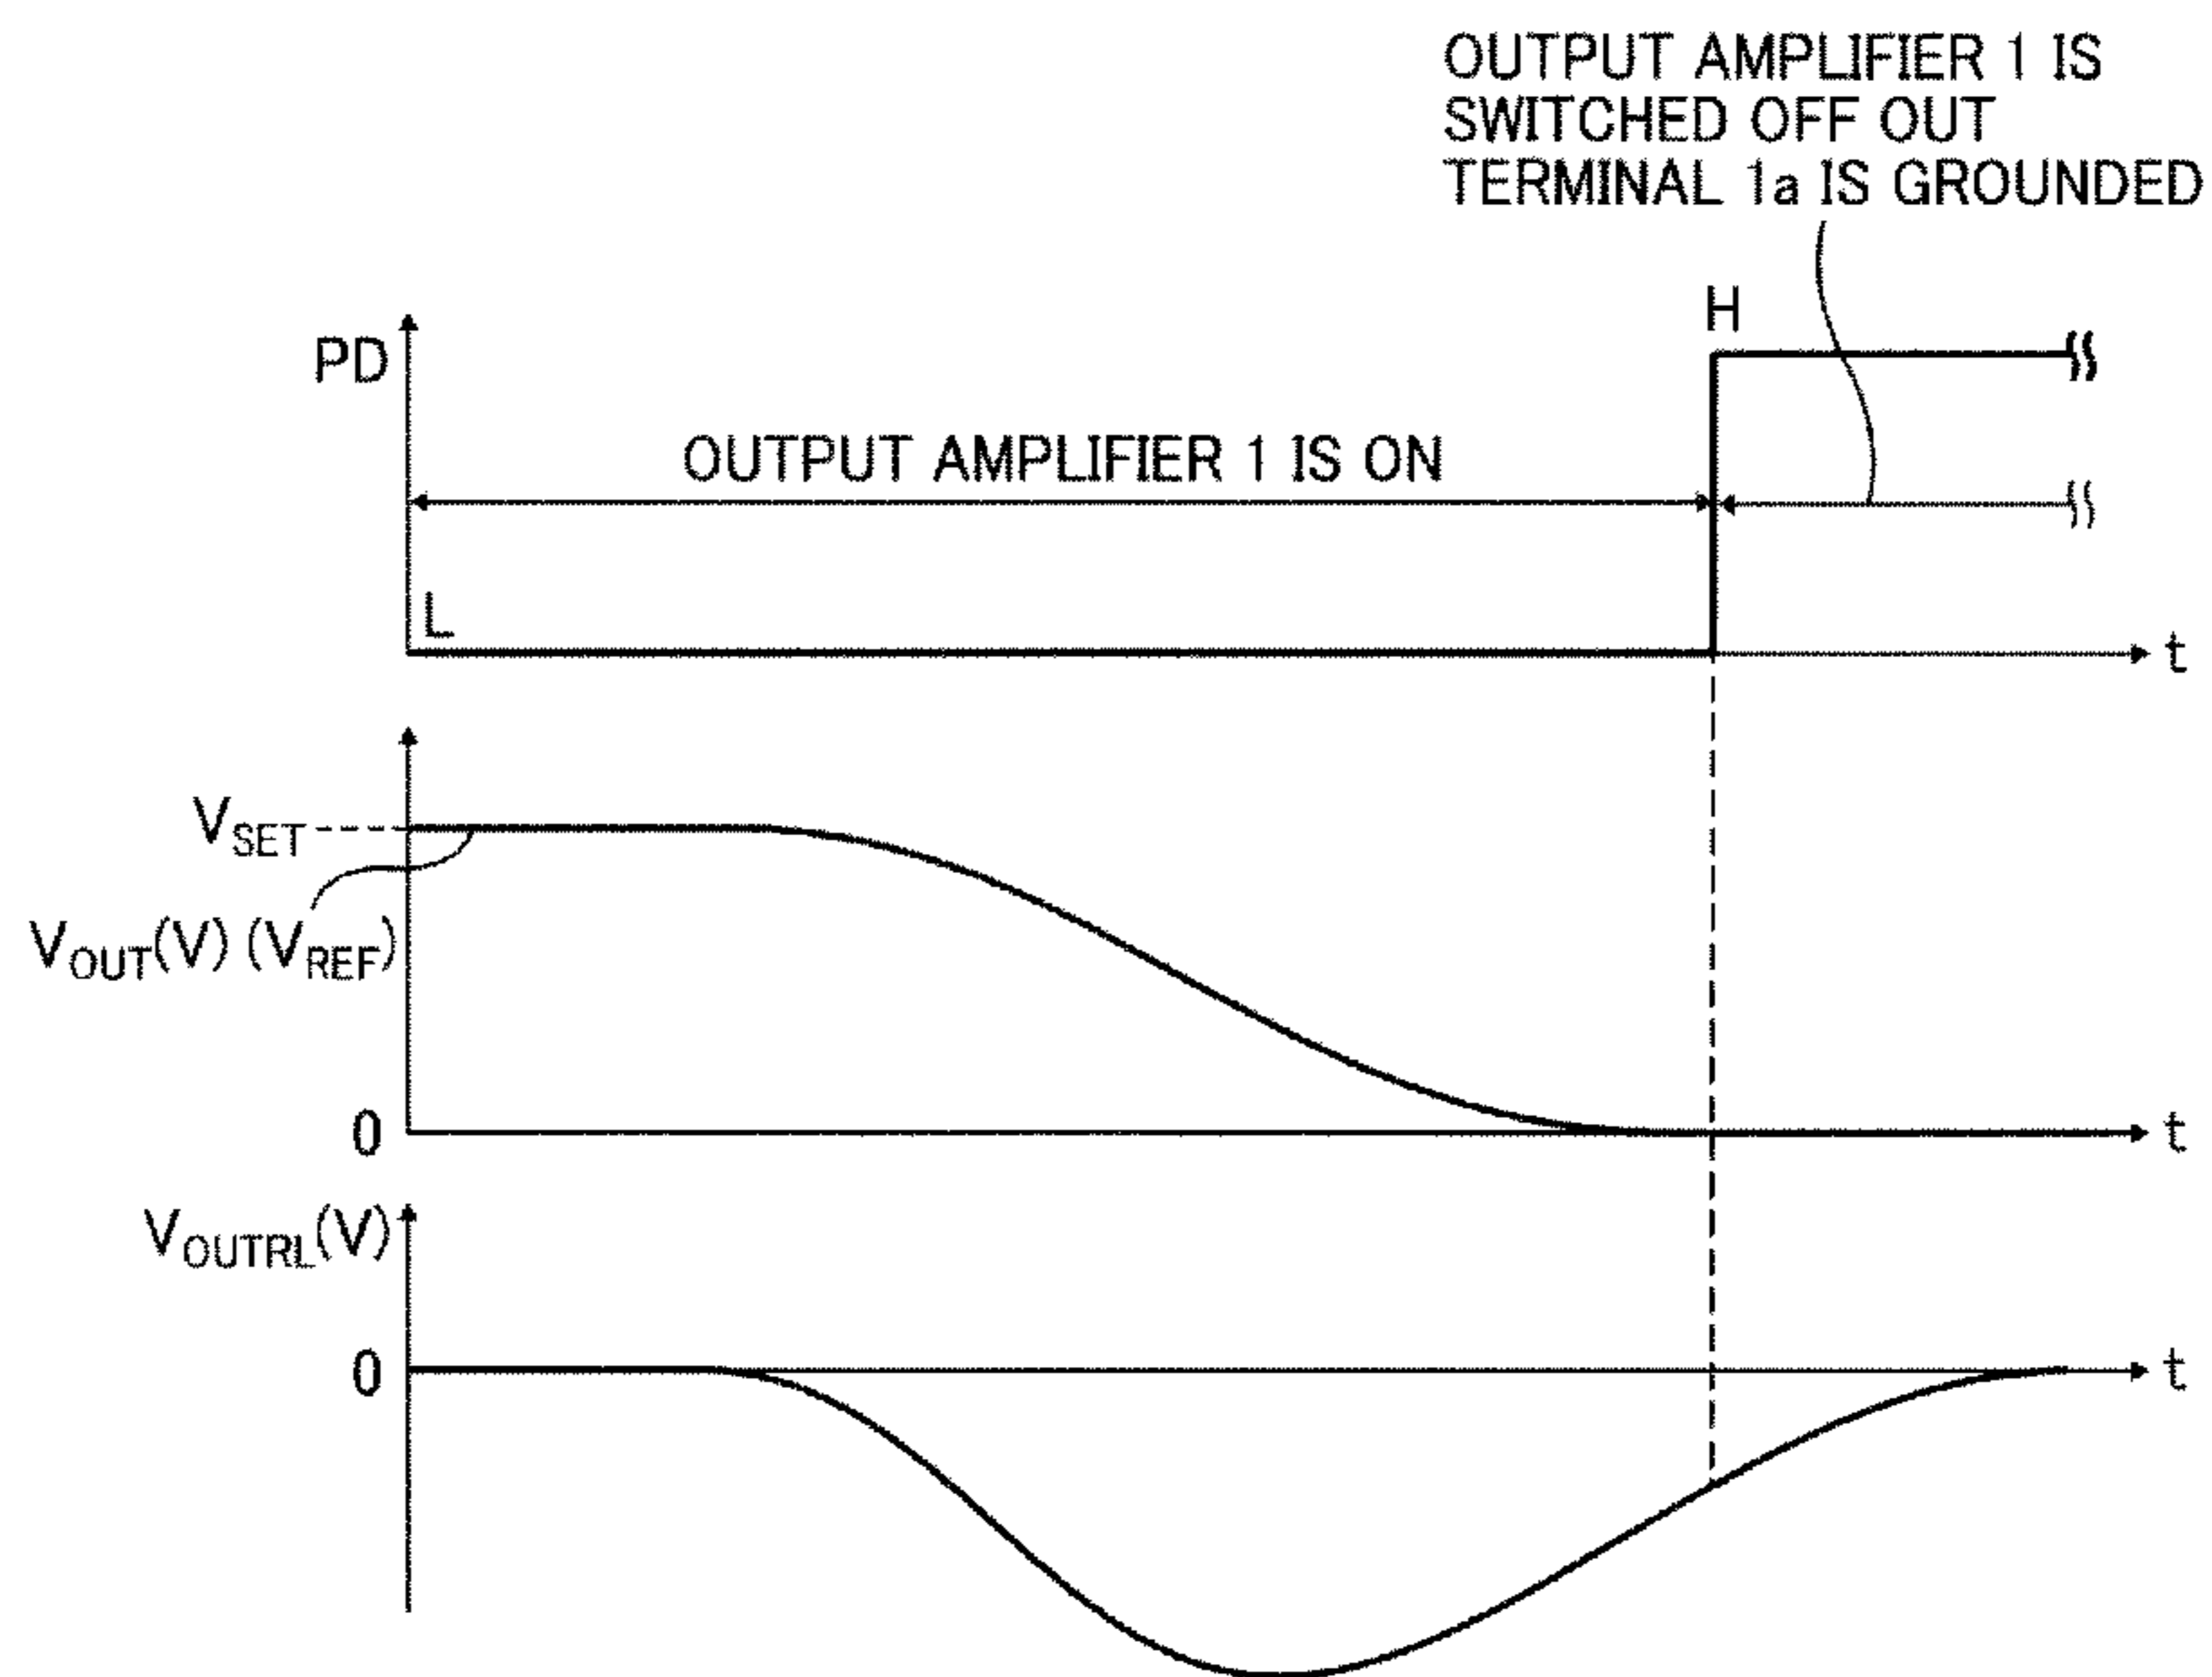 OUTPUT AMPLIFIER 1 IS
SWITCHED OFF OUT
TERMINAL 1a IS GROUNDED
H
PD
OUTPUT AMPLIFIER 1 IS ON
L
t
VSET
VOUT(V) (VREF)
0
t
VOUTRL(V)
0
t